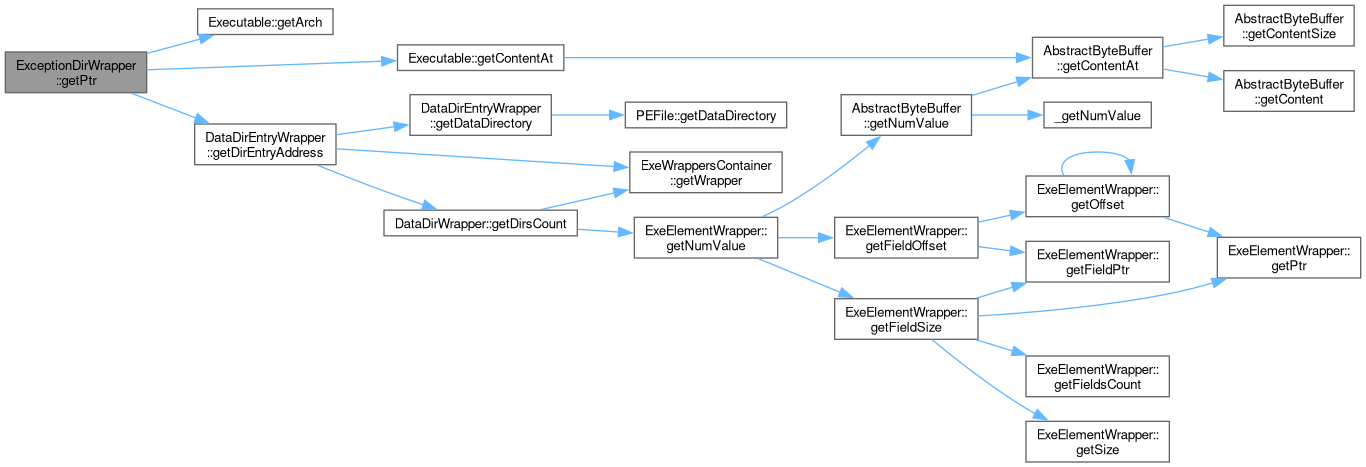 ExceptionDirWrapper
::getPtr
Executable::getArch
Executable::getContentAt
DataDirEntryWrapper
::getDirEntryAddress
DataDirEntryWrapper
::getDataDirectory
PEFile::getDataDirectory
ExeWrappersContainer
::getWrapper
DataDirWrapper::getDirsCount
ExeElementWrapper::
getNumValue
AbstractByteBuffer
::getNumValue
AbstractByteBuffer
::getContentAt
AbstractByteBuffer
::getContentSize
AbstractByteBuffer
::getContent
_getNumValue
ExeElementWrapper::
getFieldOffset
ExeElementWrapper::
getOffset
ExeElementWrapper::
getFieldPtr
ExeElementWrapper::
getPtr
ExeElementWrapper::
getFieldSize
ExeElementWrapper::
getFieldsCount
ExeElementWrapper::
getSize